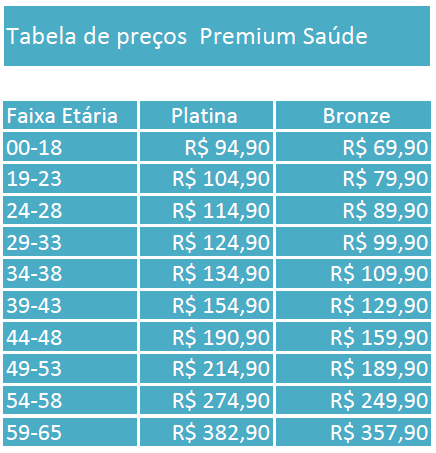 Tabela de preços  Premium Saúde
Faixa Etária Platina Bronze
00-18 R$ 94,90 R$ 69,90
19-23 R$ 104,90 R$ 79,90
24-28 R$ 114,90 R$ 89,90
29-33 R$ 124,90 R$ 99,90
34-38 R$ 134,90 R$ 109,90
39-43 R$ 154,90 R$ 129,90
44-48 R$ 190,90 R$ 159,90
49-53 R$ 214,90 R$ 189,90
54-58 R$ 274,90 R$ 249,90
59-65 R$ 382,90 R$ 357,90